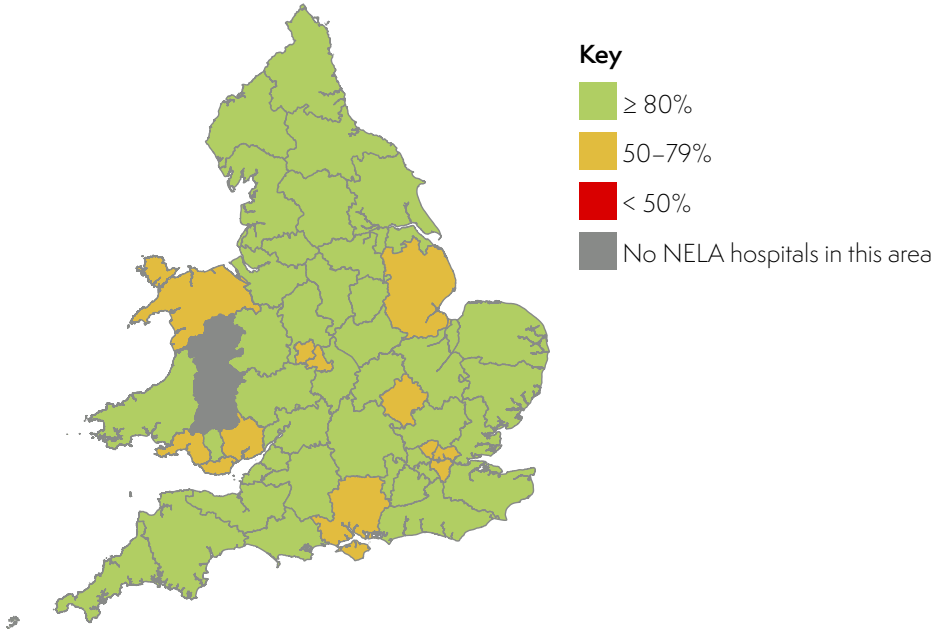 Key
≥ 80%
50–79%
< 50%
No NELA hospitals in this area